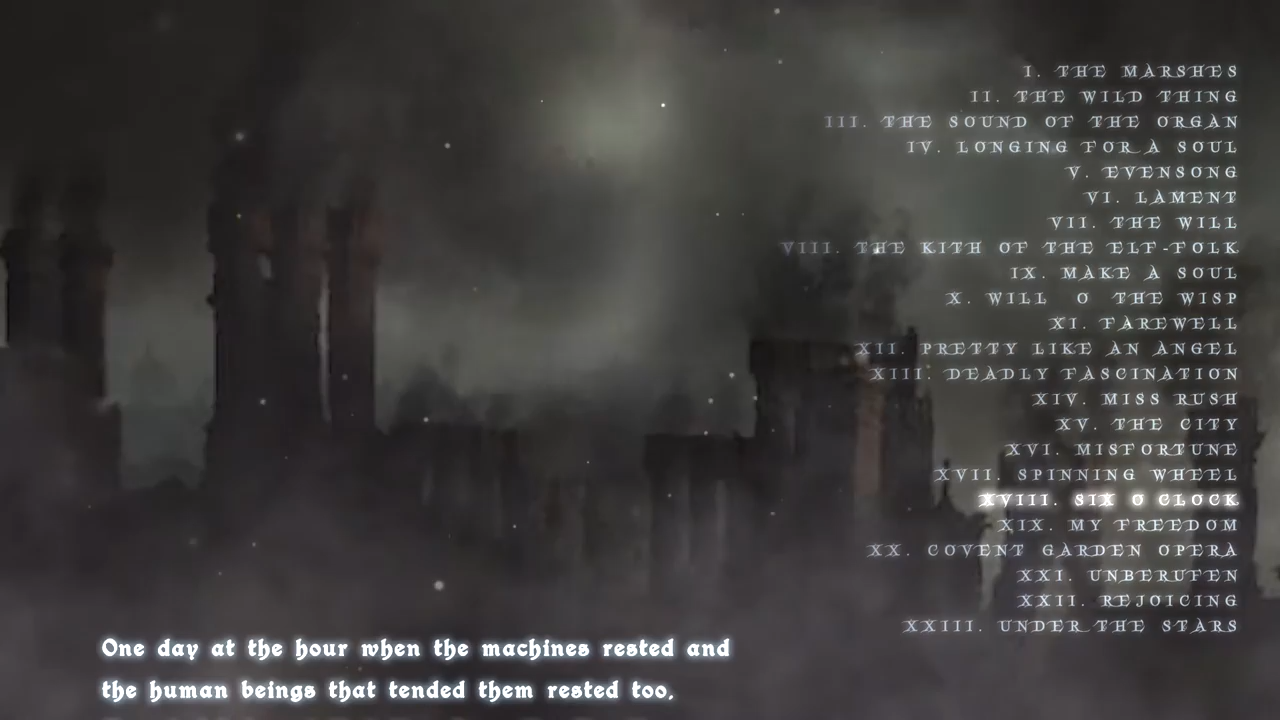 I. THE MARSHES
II. THE WILD THING
III. THE SOUND OF THE ORGAN
IV. LONGING FOR A SOUL
V. EVENSONG
VI. LAMENT
VII. THE WILL
VIII. THE KITH OF THE ELF-FOLK
IX. MAKE A SOUL
X. WILL O THE WISP
XI. FAREWELL
XII. PRETTY LIKE AN ANGEL
XIII. DEADLY FASCINATION
XIV. MISS RUSH
XV. THE CITY
XVI. MISFORTUNE
XVII. SPINNING WHEEL
XVIII. SIX O CLOCK
XIX. MY FREEDOM
XX. COVENT GARDEN OPERA
XXI. UNBERUFEN
XXII. REJOICING
XXIII. UNDER THE STARS
One day at the hour when the machines rested and
the human beings that tended them rested too,